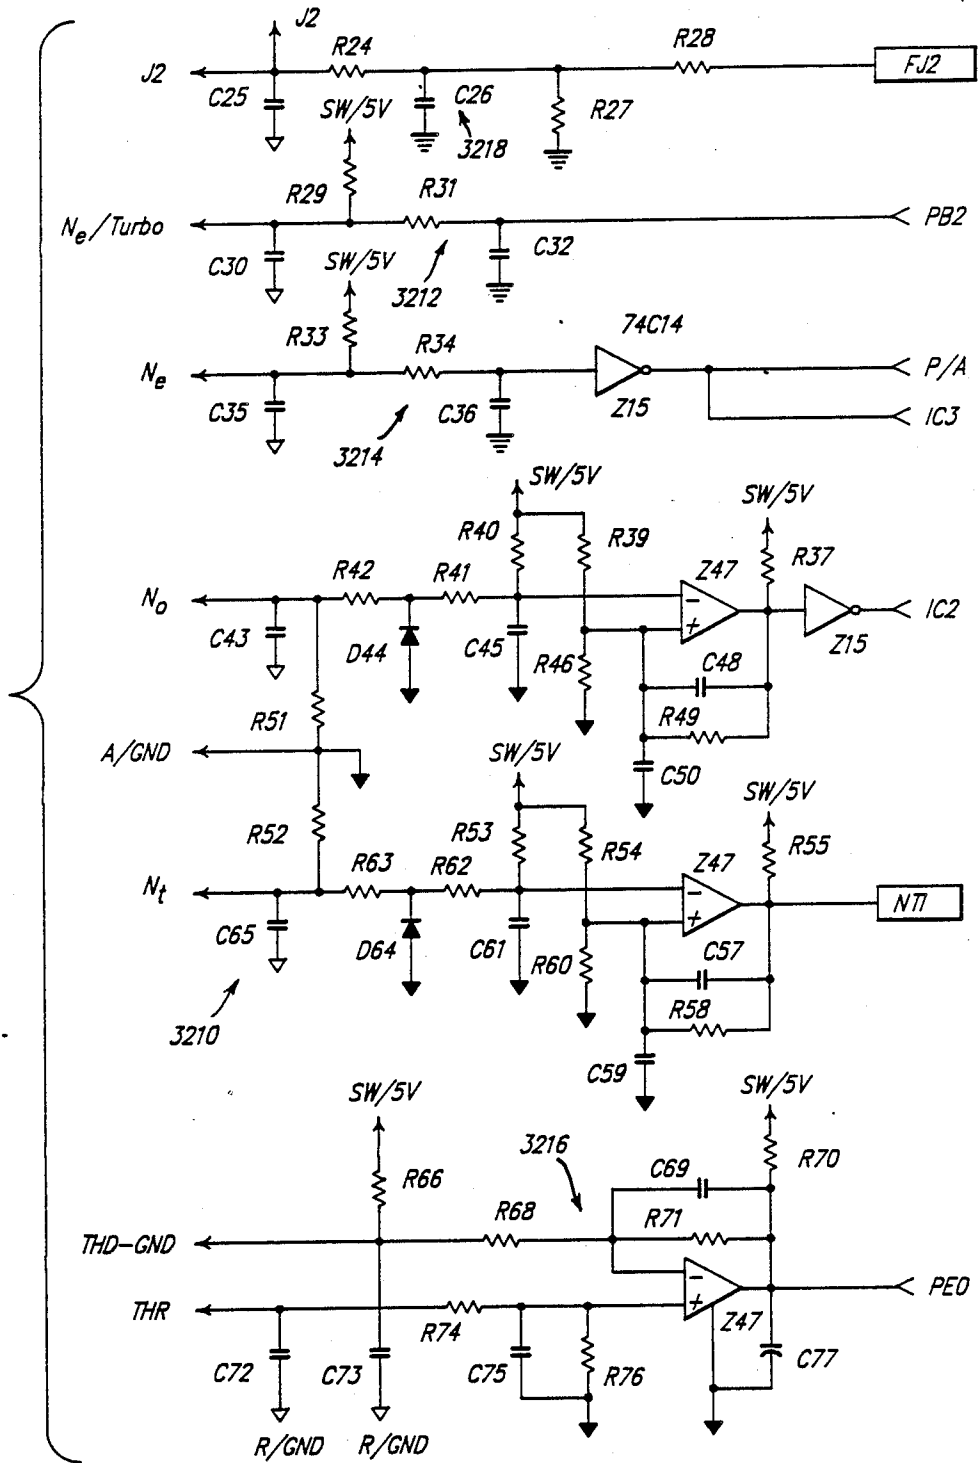 J2
R24
R28
J2
FJ2
C25
SW/5V
C26
R27
3218
R29
R31
Ne/Turbo
PB2
C30
SW/5V
C32
3212
R33
R34
74C14
Ne
P/A
C35
C36
Z15
IC3
3214
SW/5V
SW/5V
R40
R39
R37
R42
R41
Z47
No
IC2
-
+
C43
D44
C45
R46
Z15
C48
R51
R49
A/GND
SW/5V
C50
SW/5V
R52
R53
R54
R55
R63
R62
Z47
Nt
NT1
-
+
C65
D64
C61
R60
C57
R58
3210
C59
SW/5V
SW/5V
3216
C69
R70
R66
R68
R71
THD-GND
-
PE0
THR
+
R74
Z47
C72
C73
C75
R76
C77
R/GND R/GND